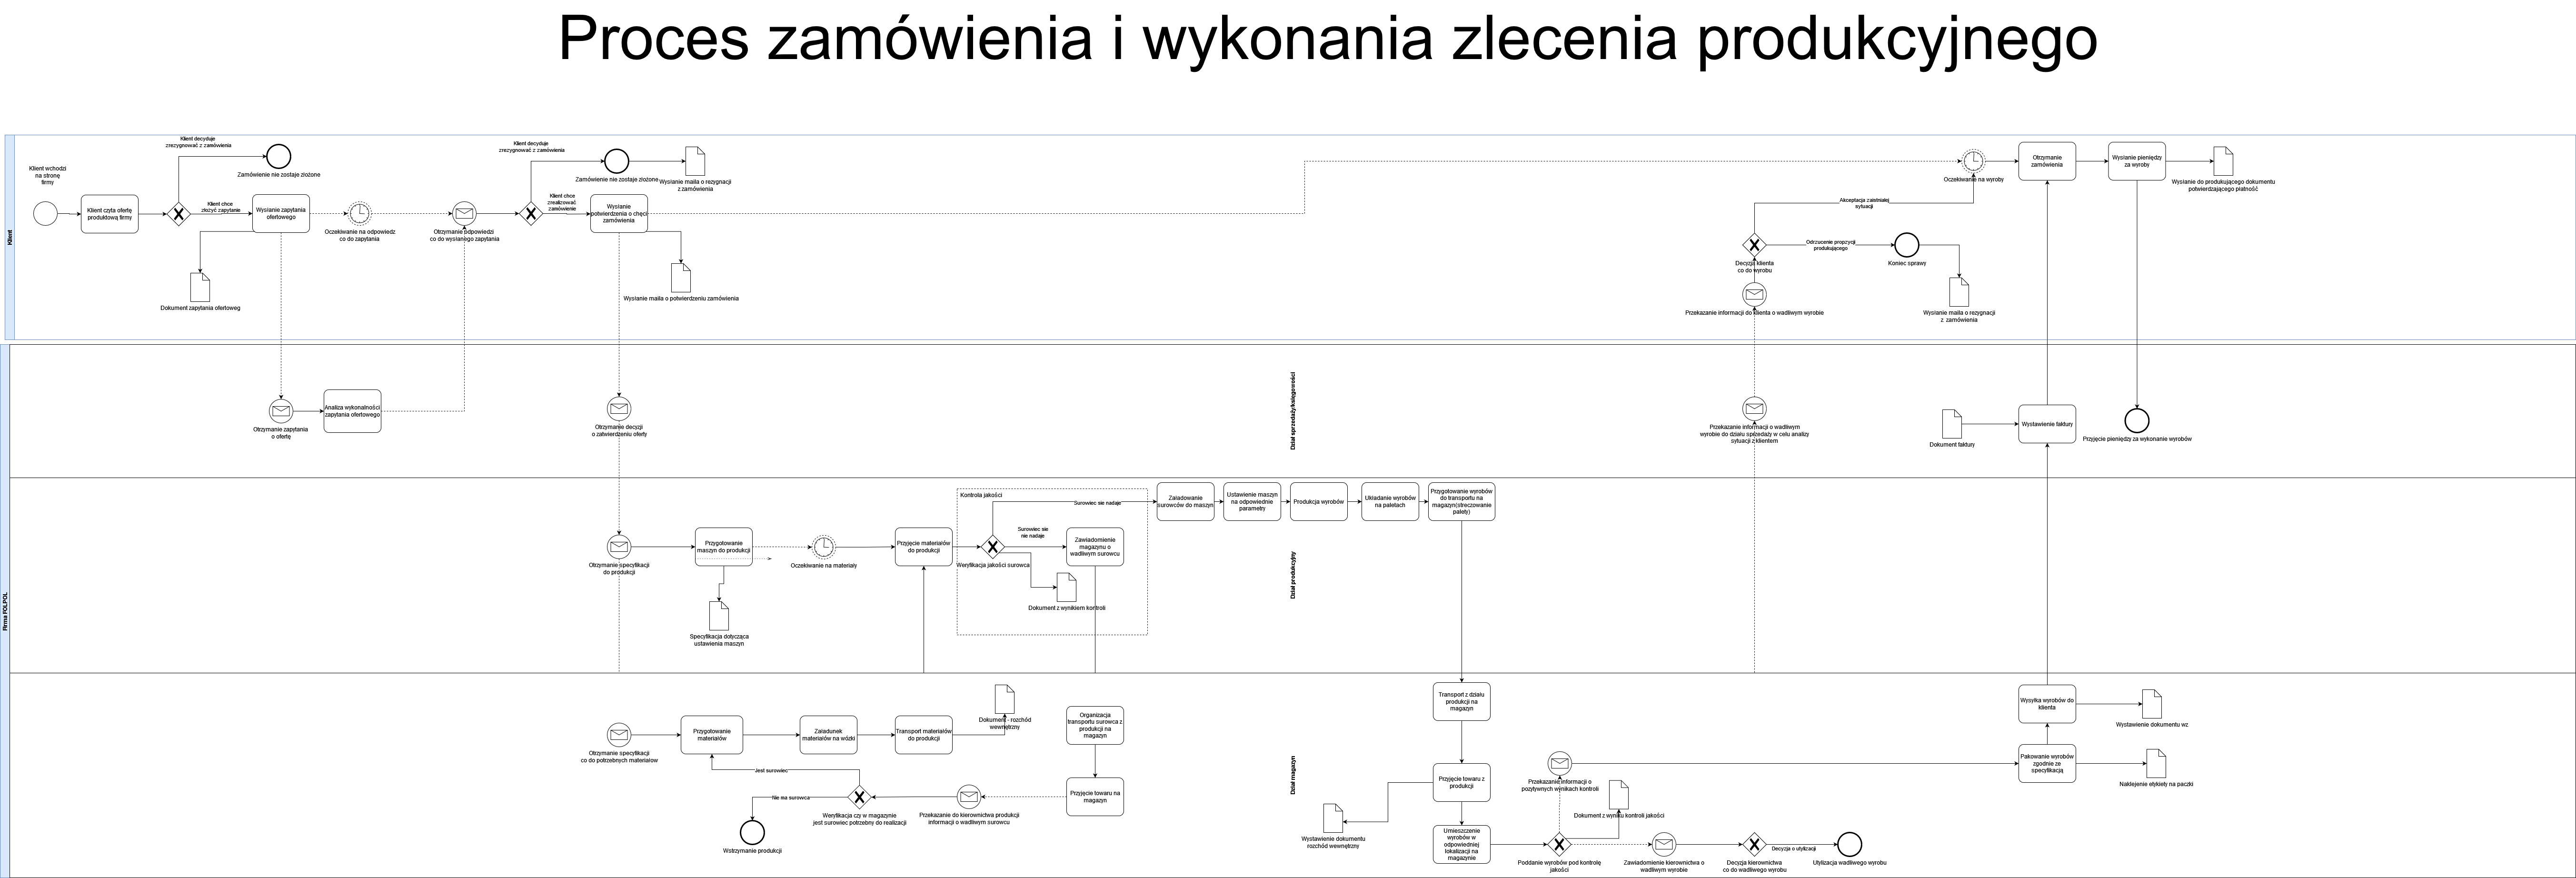 Proces zamówienia i wykonania zlecenia produkcyjnego
Klient
Klient wchodzi
na stronę
firmy
Klient czyta ofertę
produktową firmy
Klient decyduje
zrezygnować z zamówienia
Zamówienie nie zostaje złożone
Klient chce
złożyć zapytanie
Wysłanie zapytania
ofertowego
Dokument zapytania ofertoweg
Oczekiwanie na odpowiedz
co do zapytania
Otrzymanie odpowiedzi
co do wysłanego zapytania
Klient decyduje
zrezygnować z zamówienia
Zamówienie nie zostaje złożone
Wysłanie maila o rezygnacji
z zamówienia
Klient chce
zrealizować
zamówienie
Wysłanie
potwierdzenia o chęci
zamówienia
Wysłanie maila o potwierdzeniu zamówienia
Przekazanie informacji do klienta o wadliwym wyrobie
Decyzja klienta
co do wyrobu
Akceptacja zaistniałej
sytuacji
Odrzucenie propzycji
produkującego
Koniec sprawy
Wysłanie maila o rezygnacji
z zamówienia
Oczekiwanie na wyroby
Otrzymanie
zamówienia
Wysłanie pieniędzy
za wyroby
Wysłanie do produkującego dokumentu
potwierdzającego płatność
Firma FOLPOL
Dział sprzedaży/księgowości
Otrzymanie zapytania
o ofertę
Analiza wykonalności
zapytania ofertowego
Otrzymanie decyzji
o zatwierdzeniu oferty
Przekazanie informacji o wadliwym
wyrobie do działu sprzedaży w celu analizy
sytuacji z klientem
Dokument faktury
Wystawienie faktury
Przyjęcie pieniędzy za wykonanie wyrobów
Dział produkcyjny
Otrzymanie specyfikacji
do produkcji
Przygotowanie
maszyn do produkcji
Specyfikacja dotycząca
ustawienia maszyn
Oczekiwanie na materiały
Przyjęcie materiałów
do produkcji
Kontrola jakości
Weryfikacja jakości surowca
Surowiec sie nadaje
Surowiec sie
nie nadaje
Zawiadomienie
magazynu o
wadliwym surowcu
Dokument z wynikiem kontroli
Załadowanie
surowców do maszyn
Ustawienie maszyn
na odpowiednie
parametry
Produkcja wyrobów
Układanie wyrobów
na paletach
Przygotowanie wyrobów
do transportu na
magazyn(streczowanie
palety)
Dział magazyn
Otrzymanie specyfikacji
co do potrzebnych materiałow
Przygotowanie
materiałów
Załadunek
materiałów na wózki
Transport materiałów
do produkcji
Dokument - rozchód
wewnętrzny
Organizacja
transportu surowca z
produkcji na
magazyn
Przyjęcie towaru na
magazyn
Przekazanie do kierownictwa produkcji
informacji o wadliwym surowcu
Weryfikacja czy w magazynie
jest surowiec potrzebny do realizacji
Jest surowiec
Nie ma surowca
Wstrzymanie produkcji
Transport z działu
produkcji na
magazyn
Przyjęcie towaru z
produkcji
Wystawienie dokumentu
rozchód wewnętrzny
Umieszczenie
wyrobów w
odpowiedniej
lokalizacji na
magazynie
Poddanie wyrobów pod kontrolę
jakości
Przekazanie informacji o
pozytywnych wynikach kontroli
Dokument z wyniku kontroli jakości
Zawiadomienie kierownictwa o
wadliwym wyrobie
Decyzja kierownictwa
co do wadliwego wyrobu
Decyzja o utylizacji
Utylizacja wadliwego wyrobu
Wysyłka wyrobów do
klienta
Wystawienie dokumentu wz
Pakowanie wyrobów
zgodnie ze
specyfikacją
Naklejenie etykiety na paczki